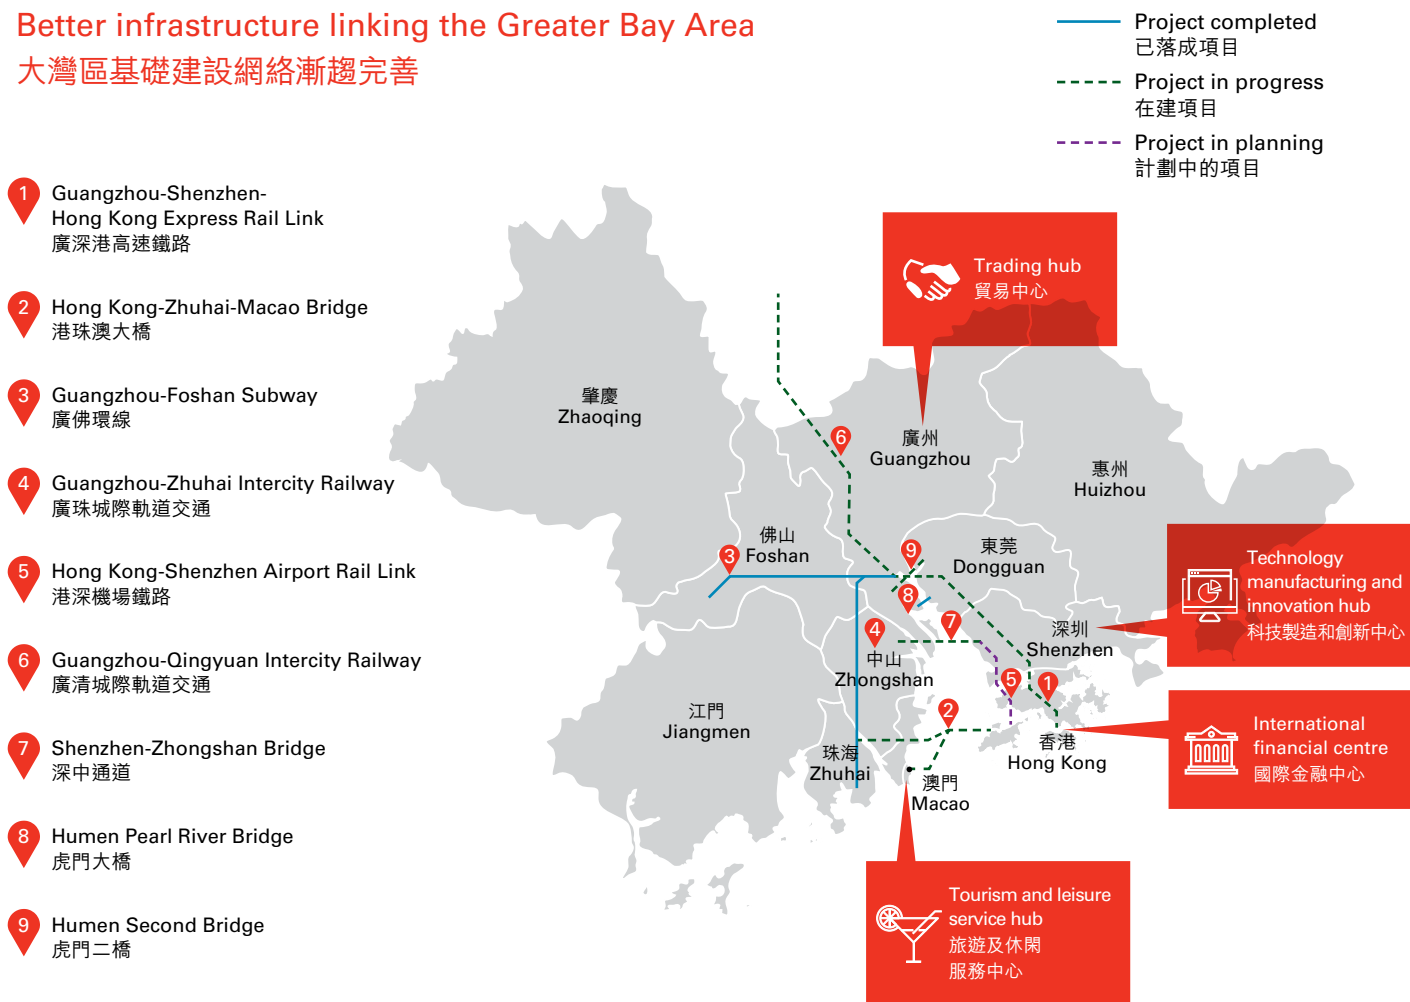 Better infrastructure linking the Greater Bay Area
大灣區基礎建設網絡漸趨完善
Project completed
已落成項目
Project in progress
在建項目
Project in planning
計劃中的項目
1
Guangzhou-Shenzhen-
Hong Kong Express Rail Link
廣深港高速鐵路
2
Hong Kong-Zhuhai-Macao Bridge
港珠澳大橋
3
Guangzhou-Foshan Subway
廣佛環線
4
Guangzhou-Zhuhai Intercity Railway
廣珠城際軌道交通
5
Hong Kong-Shenzhen Airport Rail Link
港深機場鐵路
6
Guangzhou-Qingyuan Intercity Railway
廣清城際軌道交通
7
Shenzhen-Zhongshan Bridge
深中通道
8
Humen Pearl River Bridge
虎門大橋
9
Humen Second Bridge
虎門二橋
Trading hub
貿易中心
肇慶
Zhaoqing
6
廣州
Guangzhou
惠州
Huizhou
佛山
Foshan
3
9
東莞
Dongguan
8
Technology
manufacturing and
innovation hub
科技製造和創新中心
4
7
深圳
Shenzhen
中山
Zhongshan
5
1
江門
Jiangmen
2
珠海
Zhuhai
香港
Hong Kong
International
financial centre
國際金融中心
澳門
Macao
Tourism and leisure
service hub
旅遊及休閑
服務中心